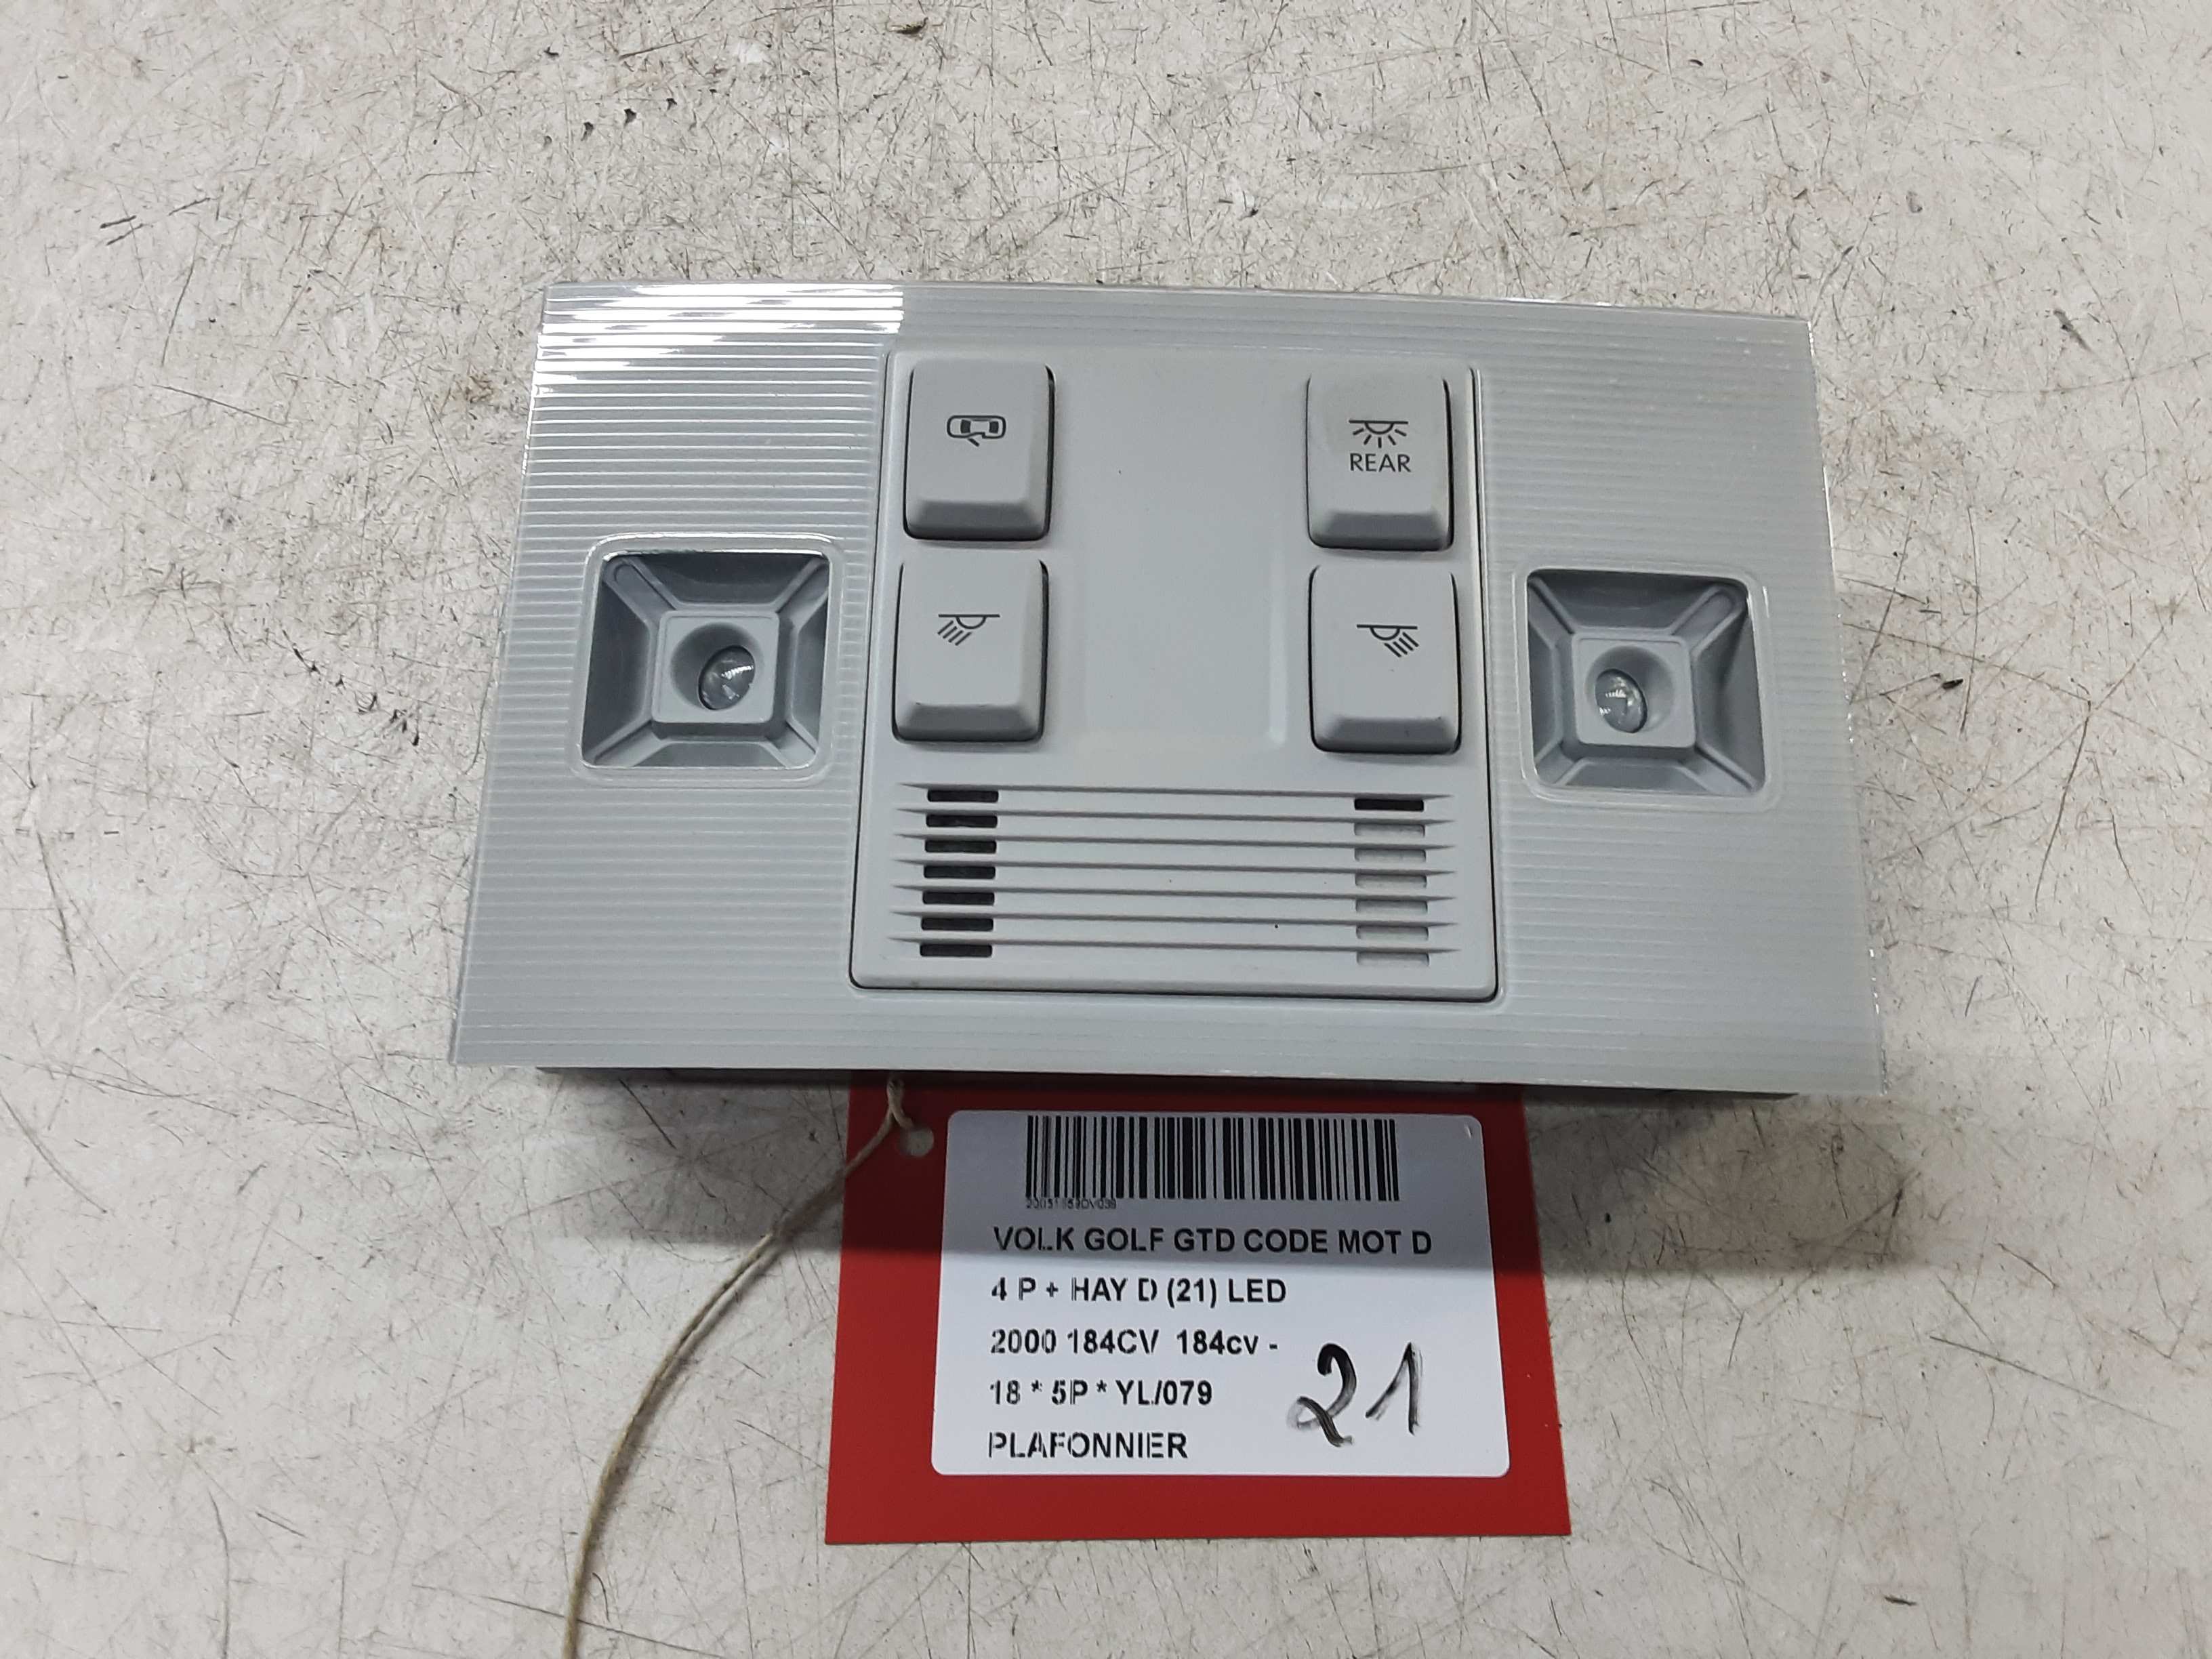 REAR
VOLK GOLF GTD CODE MOT D
4 P + HAY D (21) LED
2000 184CV 184cv -
18 * 5P * YL/079
PLAFONNIER
21